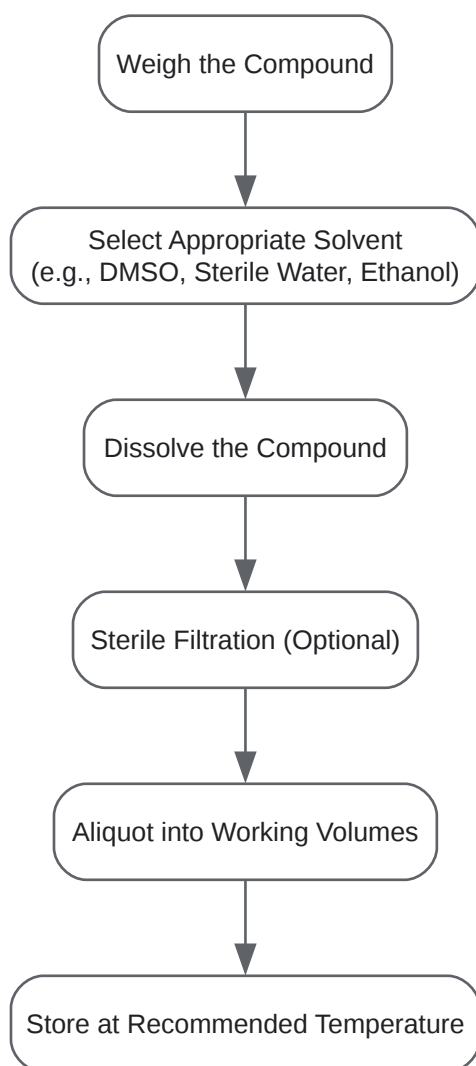 Weigh the Compound
Select Appropriate Solvent
(e.g., DMSO, Sterile Water, Ethanol)
Dissolve the Compound
Sterile Filtration (Optional)
Aliquot into Working Volumes
Store at Recommended Temperature